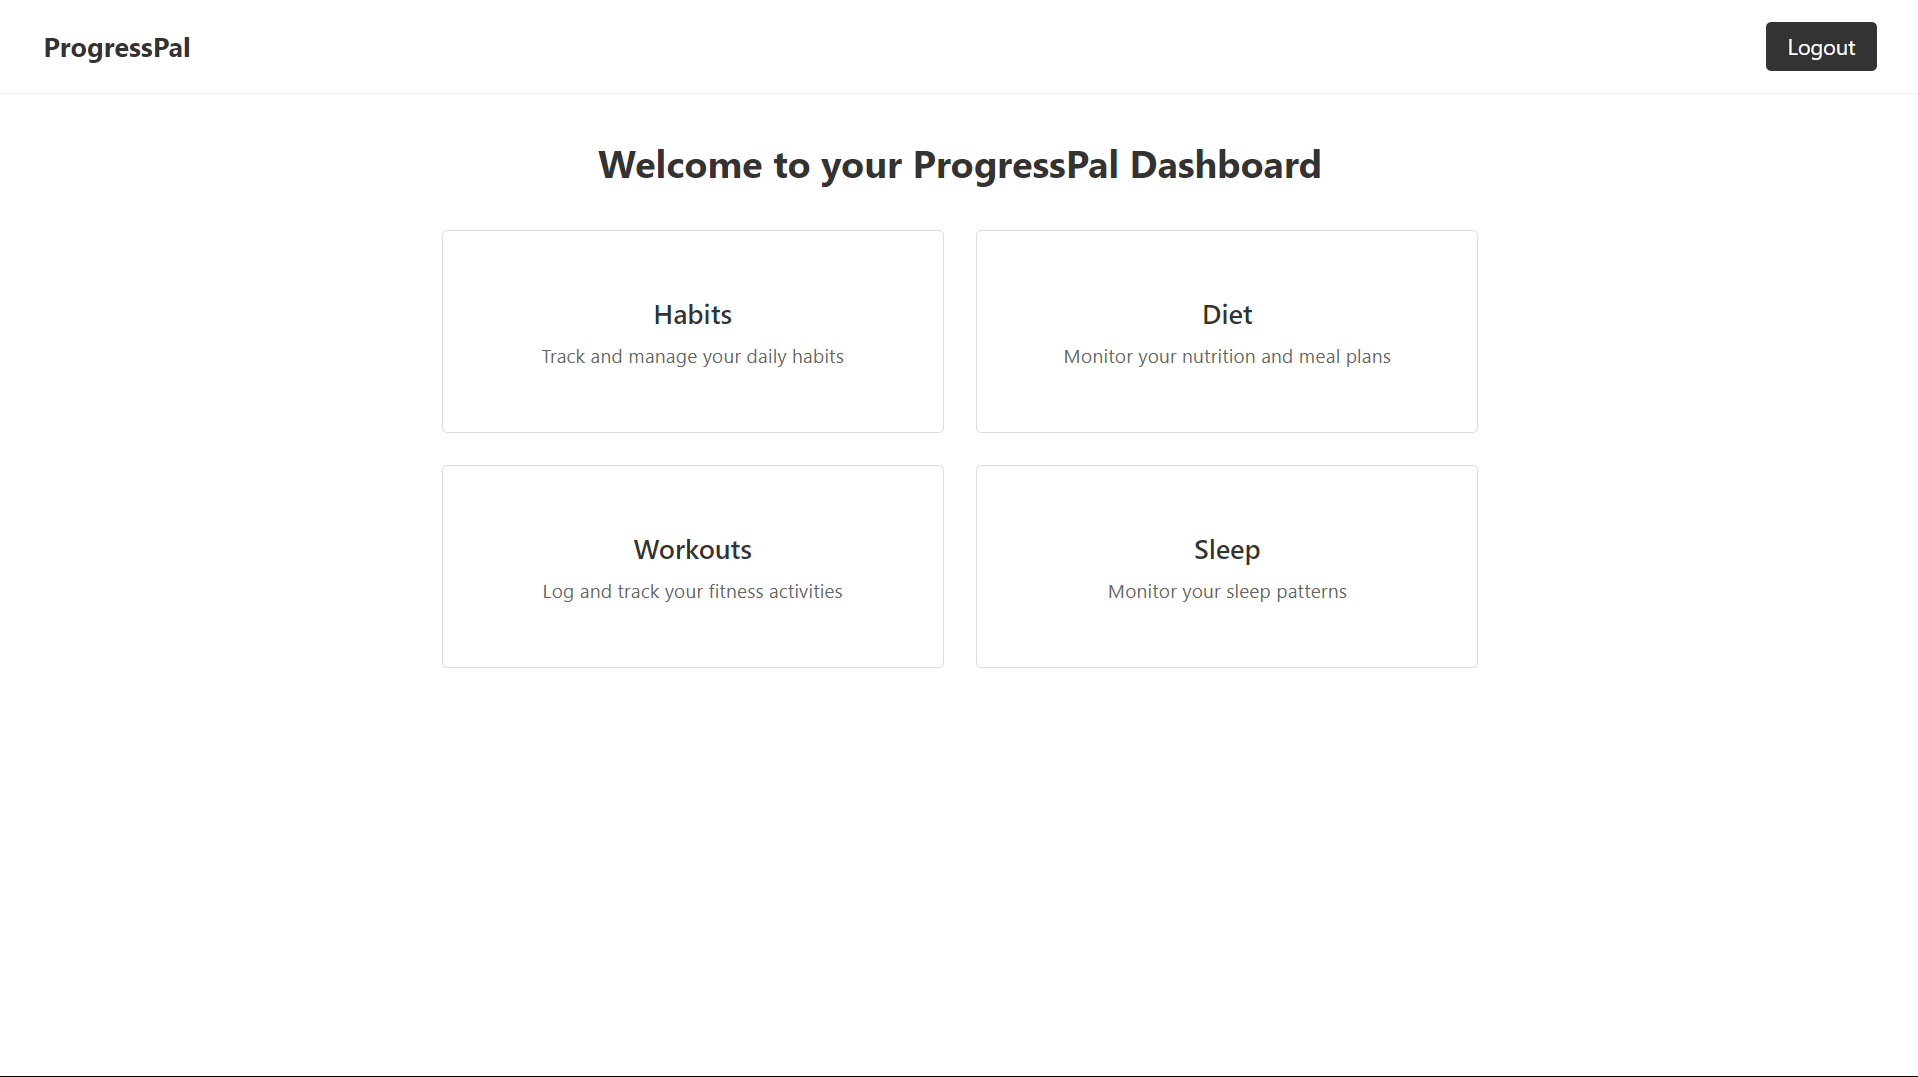 ProgressPal
Logout
Welcome to your ProgressPal Dashboard
Habits
Track and manage your daily habits
Diet
Monitor your nutrition and meal plans
Workouts
Log and track your fitness activities
Sleep
Monitor your sleep patterns